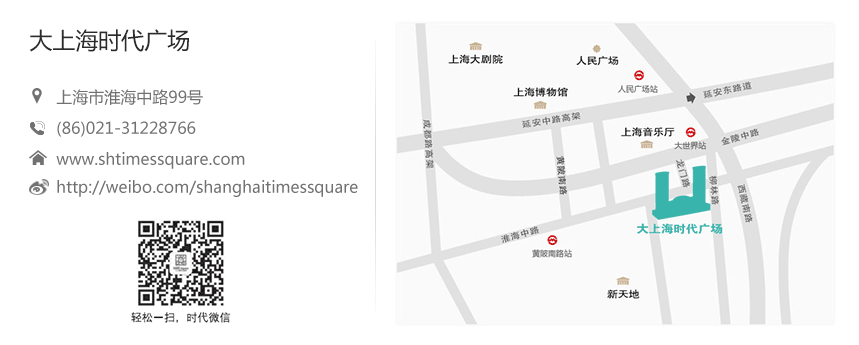 大上海时代广场
上海市淮海中路99号
(86)021-31228766
www.shtimessquare.com
http://weibo.com/shanghaitimessquare
轻松一扫，时代微信
上海大剧院
人民广场
人民广场站
上海博物馆
延安东路道
延安中路高架
成都路高架
上海音乐厅
大世界站
金陵中路
黄陂南路
龙门路
柳林路
西藏南路
大上海时代广场
淮海中路
黄陂南路站
新天地